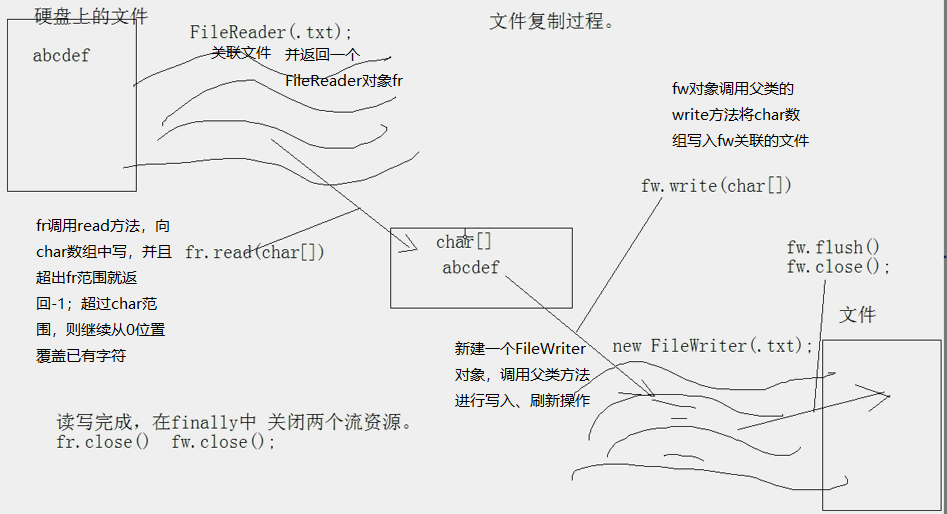 硬盘上的文件
文件复制过程。
abcdef
FileReader(.txt);
关联文件 并返回一个
FileReader对象fr
fw对象调用父类的
write方法将char数
组写入fw关联的文件
fw.write(char[])
fr调用read方法，向
char数组中写，并且
超出fr范围就返
回-1；超过char范
围，则继续从0位置
覆盖已有字符
fr.read(char[])
char[]
abcdef
fw.flush()
fw.close();
文件
新建一个FileWriter
对象，调用父类方法
进行写入、刷新操作
new FileWriter(.txt);
读写完成，在finally中 关闭两个流资源。
fr.close() fw.close();